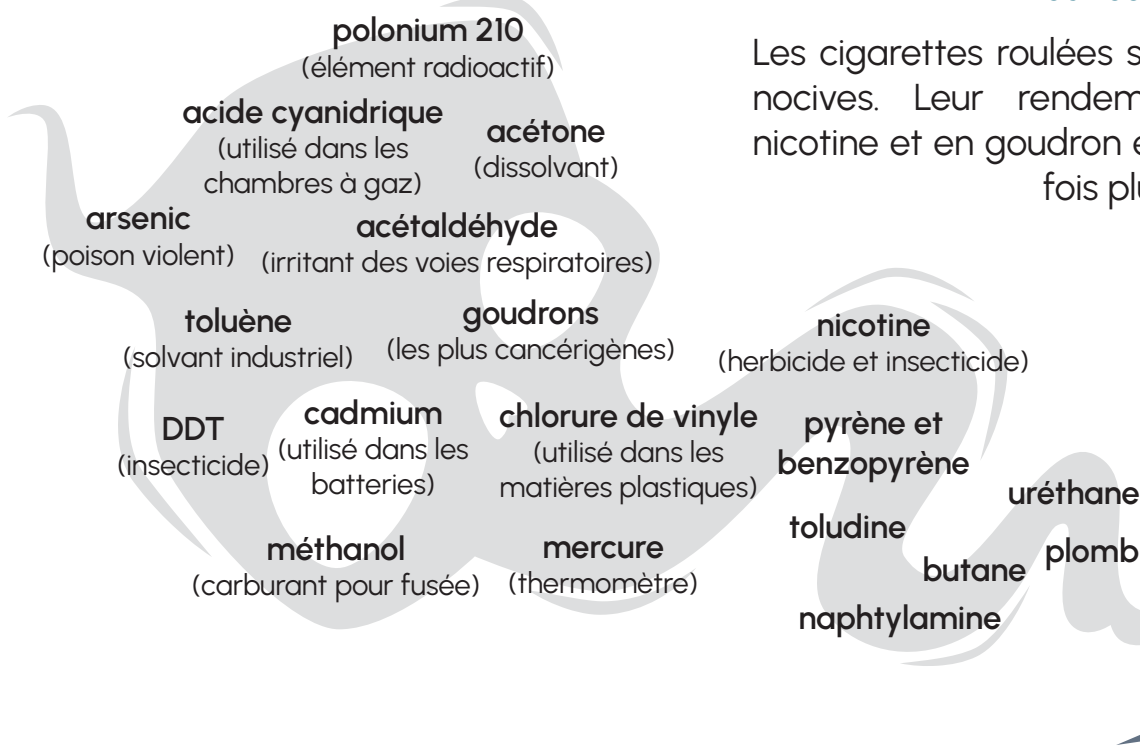 polonium 210
(élément radioactif)
acide cyanidrique
(utilisé dans les
chambres à gaz)
acétone
(dissolvant)
arsenic
(poison violent)
acétaldéhyde
(irritant des voies respiratoires)
toluène
(solvant industriel)
goudrons
(les plus cancérigènes)
nicotine
(herbicide et insecticide)
DDT
(insecticide)
cadmium
(utilisé dans les
batteries)
chlorure de vinyle
(utilisé dans les
matières plastiques)
pyrène et
benzopyrène
uréthane
toludine
plomb
butane
méthanol
(carburant pour fusée)
mercure
(thermomètre)
naphtylamine
Les cigarettes roulées
nocives. Leur
nicotine et en goudron
fois